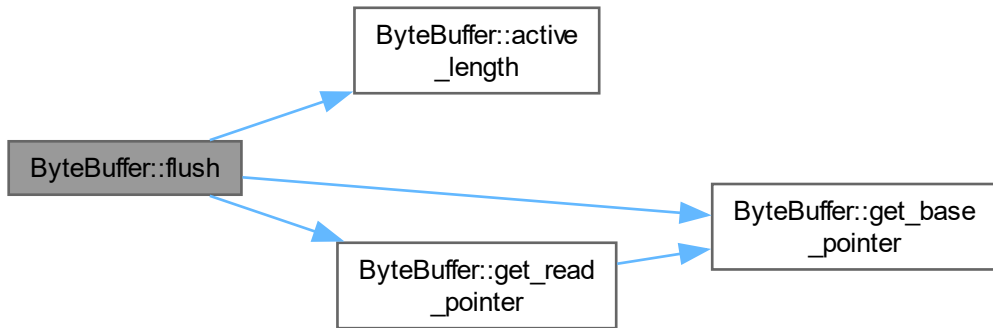 ByteBuffer::active
_length
ByteBuffer::flush
ByteBuffer::get_base
_pointer
ByteBuffer::get_read
_pointer